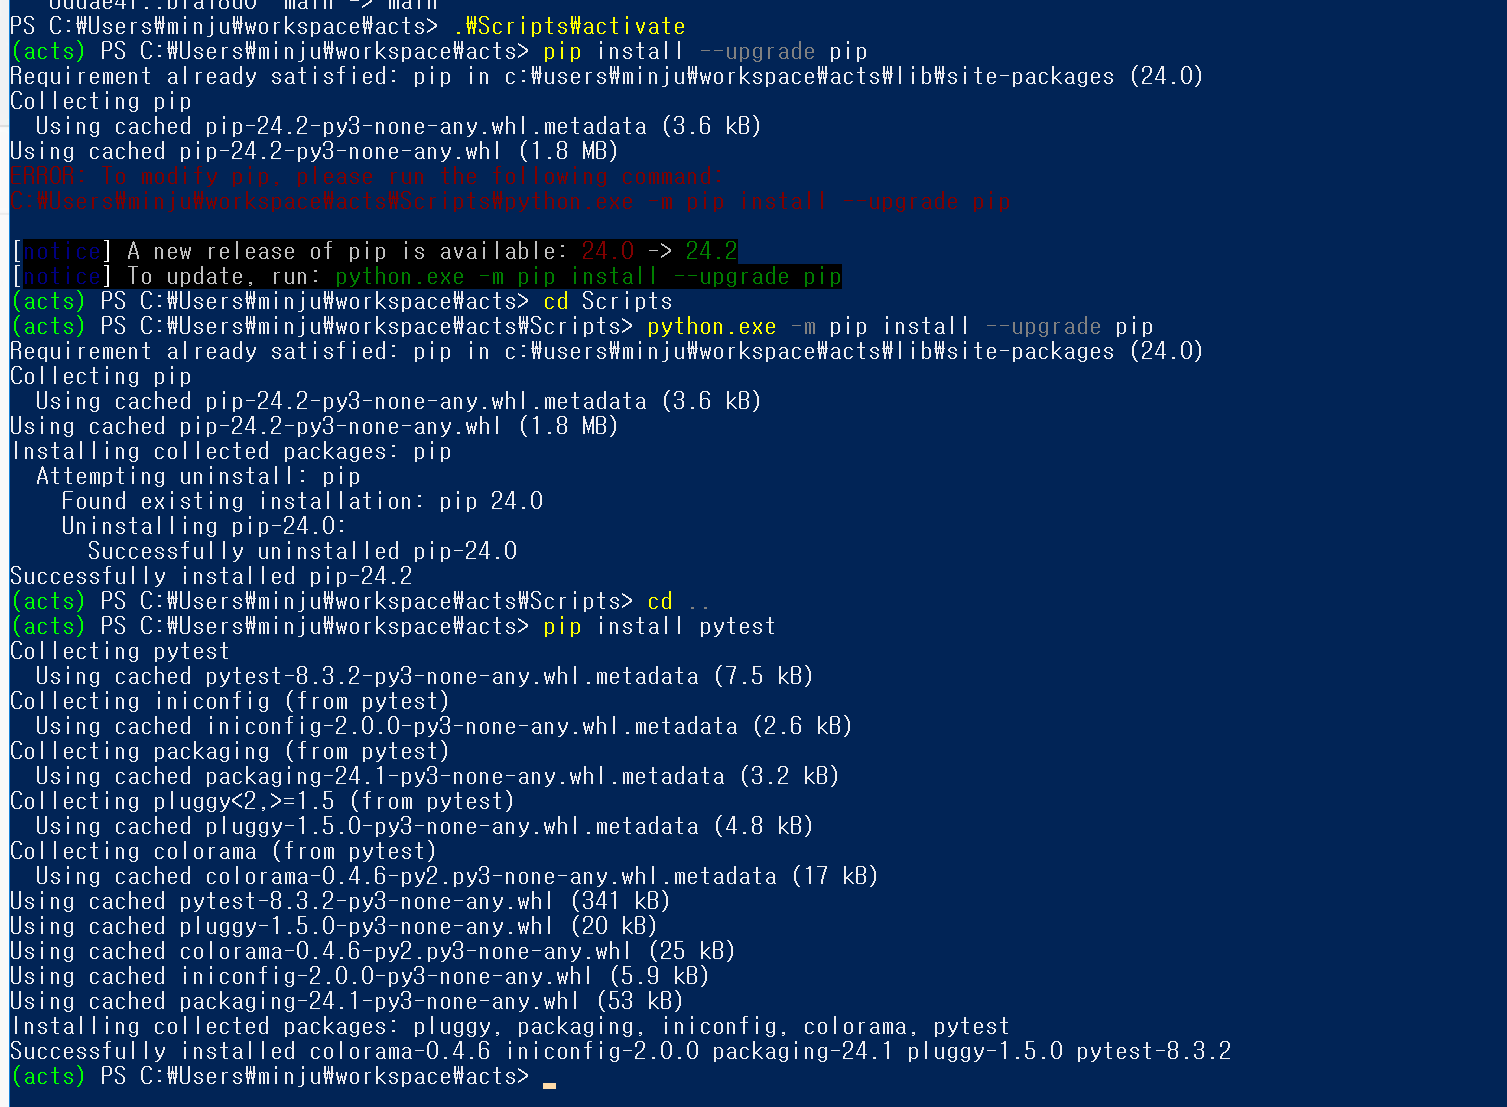 main -> main
PS C:₩Users₩minju₩workspace₩acts> .₩Scripts₩activate
(acts) PS C:₩Users₩minju₩workspace₩acts> pip install --upgrade pip
Requirement already satisfied: pip in c:₩users₩minju₩workspace₩acts₩lib₩site-packages (24.0)
Collecting pip
  Using cached pip-24.2-py3-none-any.whl.metadata (3.6 kB)
Using cached pip-24.2-py3-none-any.whl (1.8 MB)
ERROR: To modify pip, please run the following command:
C:₩Users₩minju₩workspace₩acts₩Scripts₩python.exe -m pip install --upgrade pip
[notice] A new release of pip is available: 24.0 -> 24.2
[notice] To update, run: python.exe -m pip install --upgrade pip
(acts) PS C:₩Users₩minju₩workspace₩acts> cd Scripts
(acts) PS C:₩Users₩minju₩workspace₩acts₩Scripts> python.exe -m pip install --upgrade pip
Requirement already satisfied: pip in c:₩users₩minju₩workspace₩acts₩lib₩site-packages (24.0)
Collecting pip
  Using cached pip-24.2-py3-none-any.whl.metadata (3.6 kB)
Using cached pip-24.2-py3-none-any.whl (1.8 MB)
Installing collected packages: pip
  Attempting uninstall: pip
    Found existing installation: pip 24.0
    Uninstalling pip-24.0:
      Successfully uninstalled pip-24.0
Successfully installed pip-24.2
(acts) PS C:₩Users₩minju₩workspace₩acts₩Scripts> cd ..
(acts) PS C:₩Users₩minju₩workspace₩acts> pip install pytest
Collecting pytest
  Using cached pytest-8.3.2-py3-none-any.whl.metadata (7.5 kB)
Collecting iniconfig (from pytest)
  Using cached iniconfig-2.0.0-py3-none-any.whl.metadata (2.6 kB)
Collecting packaging (from pytest)
  Using cached packaging-24.1-py3-none-any.whl.metadata (3.2 kB)
Collecting pluggy<2,>=1.5 (from pytest)
  Using cached pluggy-1.5.0-py3-none-any.whl.metadata (4.8 kB)
Collecting colorama (from pytest)
  Using cached colorama-0.4.6-py2.py3-none-any.whl.metadata (17 kB)
Using cached pytest-8.3.2-py3-none-any.whl (341 kB)
Using cached pluggy-1.5.0-py3-none-any.whl (20 kB)
Using cached colorama-0.4.6-py2.py3-none-any.whl (25 kB)
Using cached iniconfig-2.0.0-py3-none-any.whl (5.9 kB)
Using cached packaging-24.1-py3-none-any.whl (53 kB)
Installing collected packages: pluggy, packaging, iniconfig, colorama, pytest
Successfully installed colorama-0.4.6 iniconfig-2.0.0 packaging-24.1 pluggy-1.5.0 pytest-8.3.2
(acts) PS C:₩Users₩minju₩workspace₩acts>